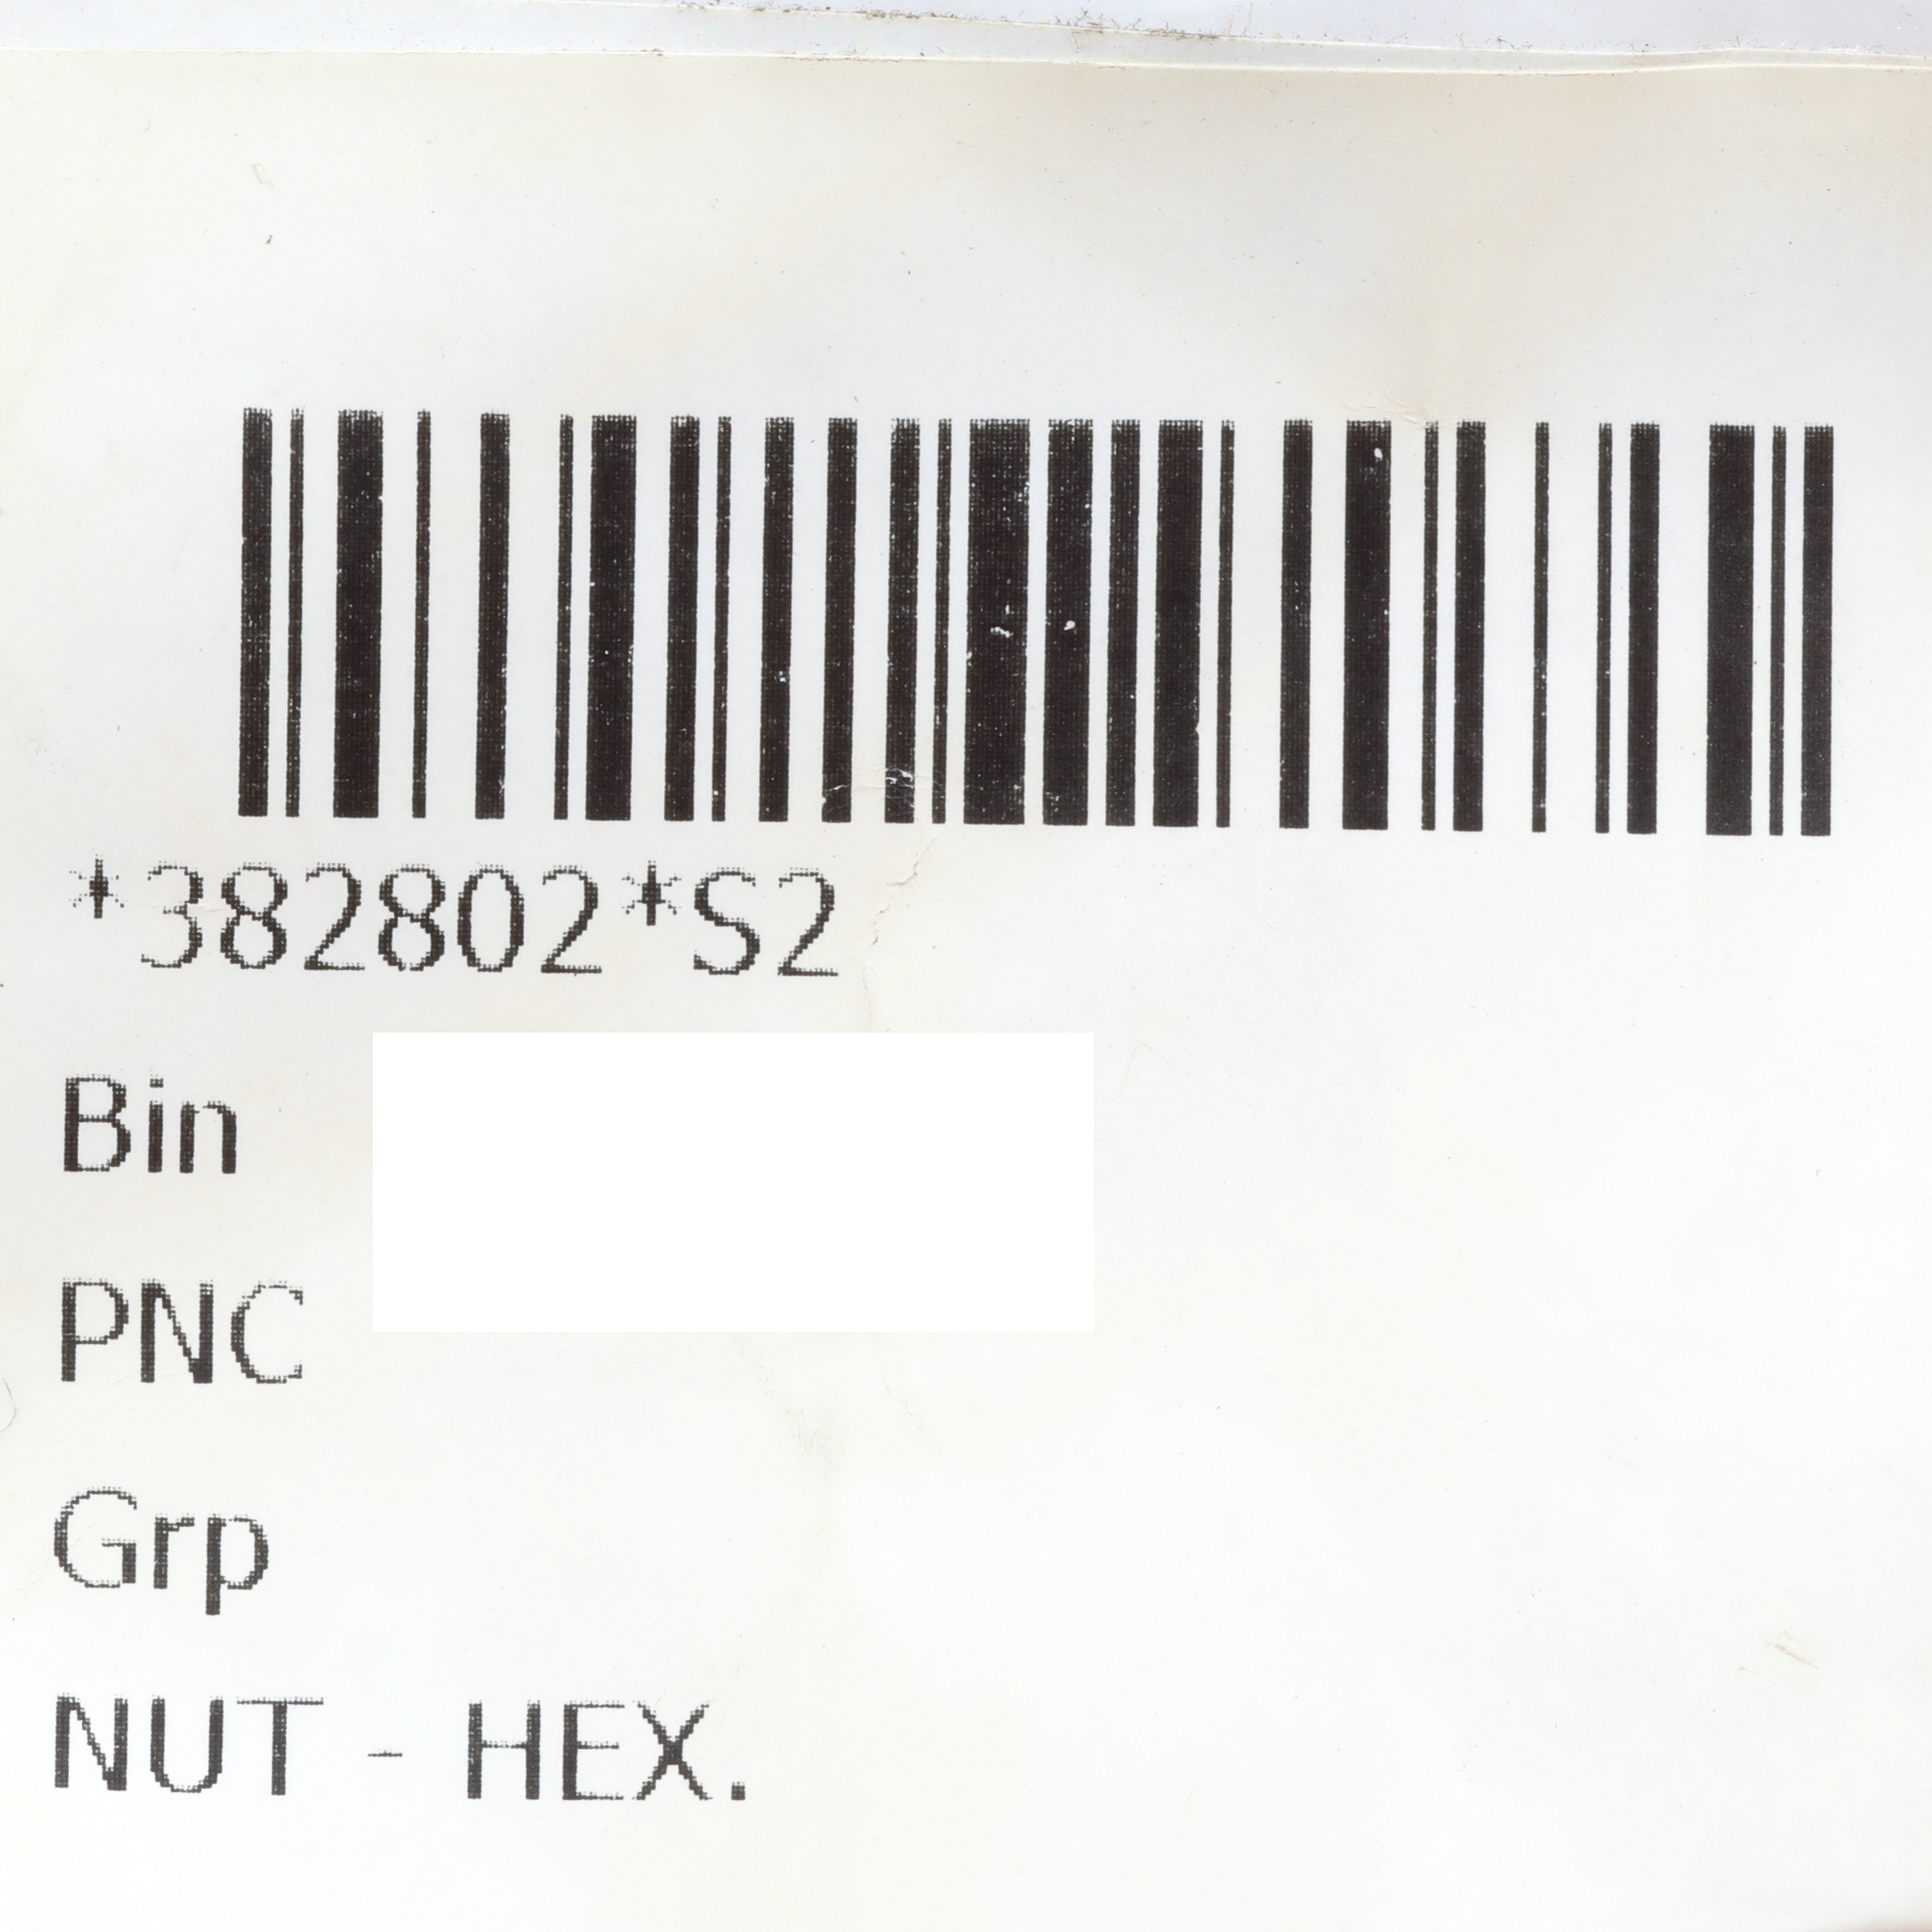 *382802*S2
Bin
PNC
Grp
NUT - HEX.